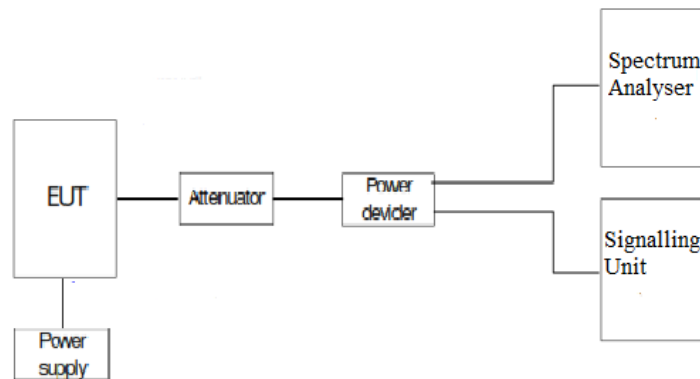 Spectrum
Analyser
EUT
Attenuator
Power
devider
Signalling
Unit
Power
supply